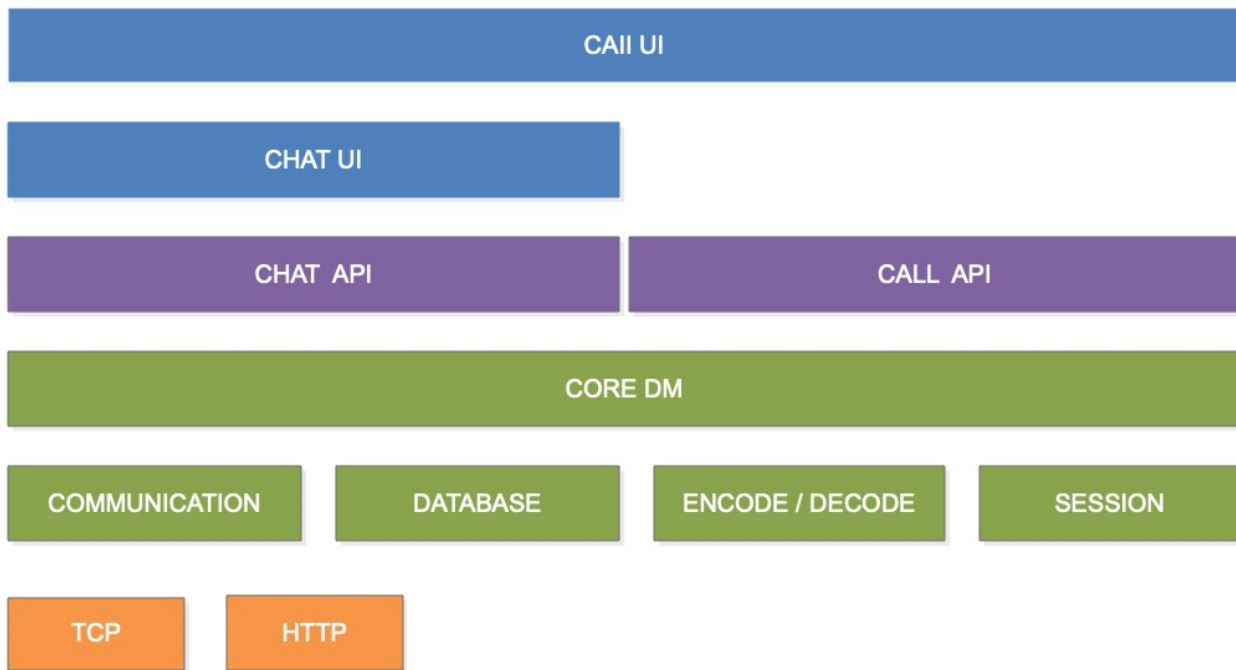 CAII UI
CHAT UI
CHAT API
CALL API
CORE DM
COMMUNICATION
DATABASE
ENCODE / DECODE
SESSION
TCP
HTTP